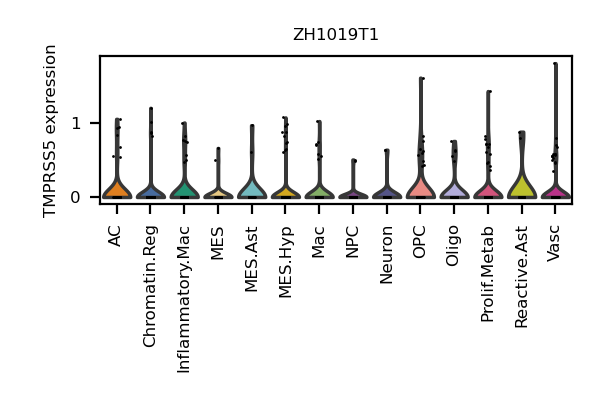 ZH1019T1
TMPRSS5 expression
1
0
AC
Chromatin.Reg
Inflammatory.Mac
MES
MES.Ast
MES.Hyp
Mac
NPC
Neuron
OPC
Oligo
Prolif.Metab
Reactive.Ast
Vasc